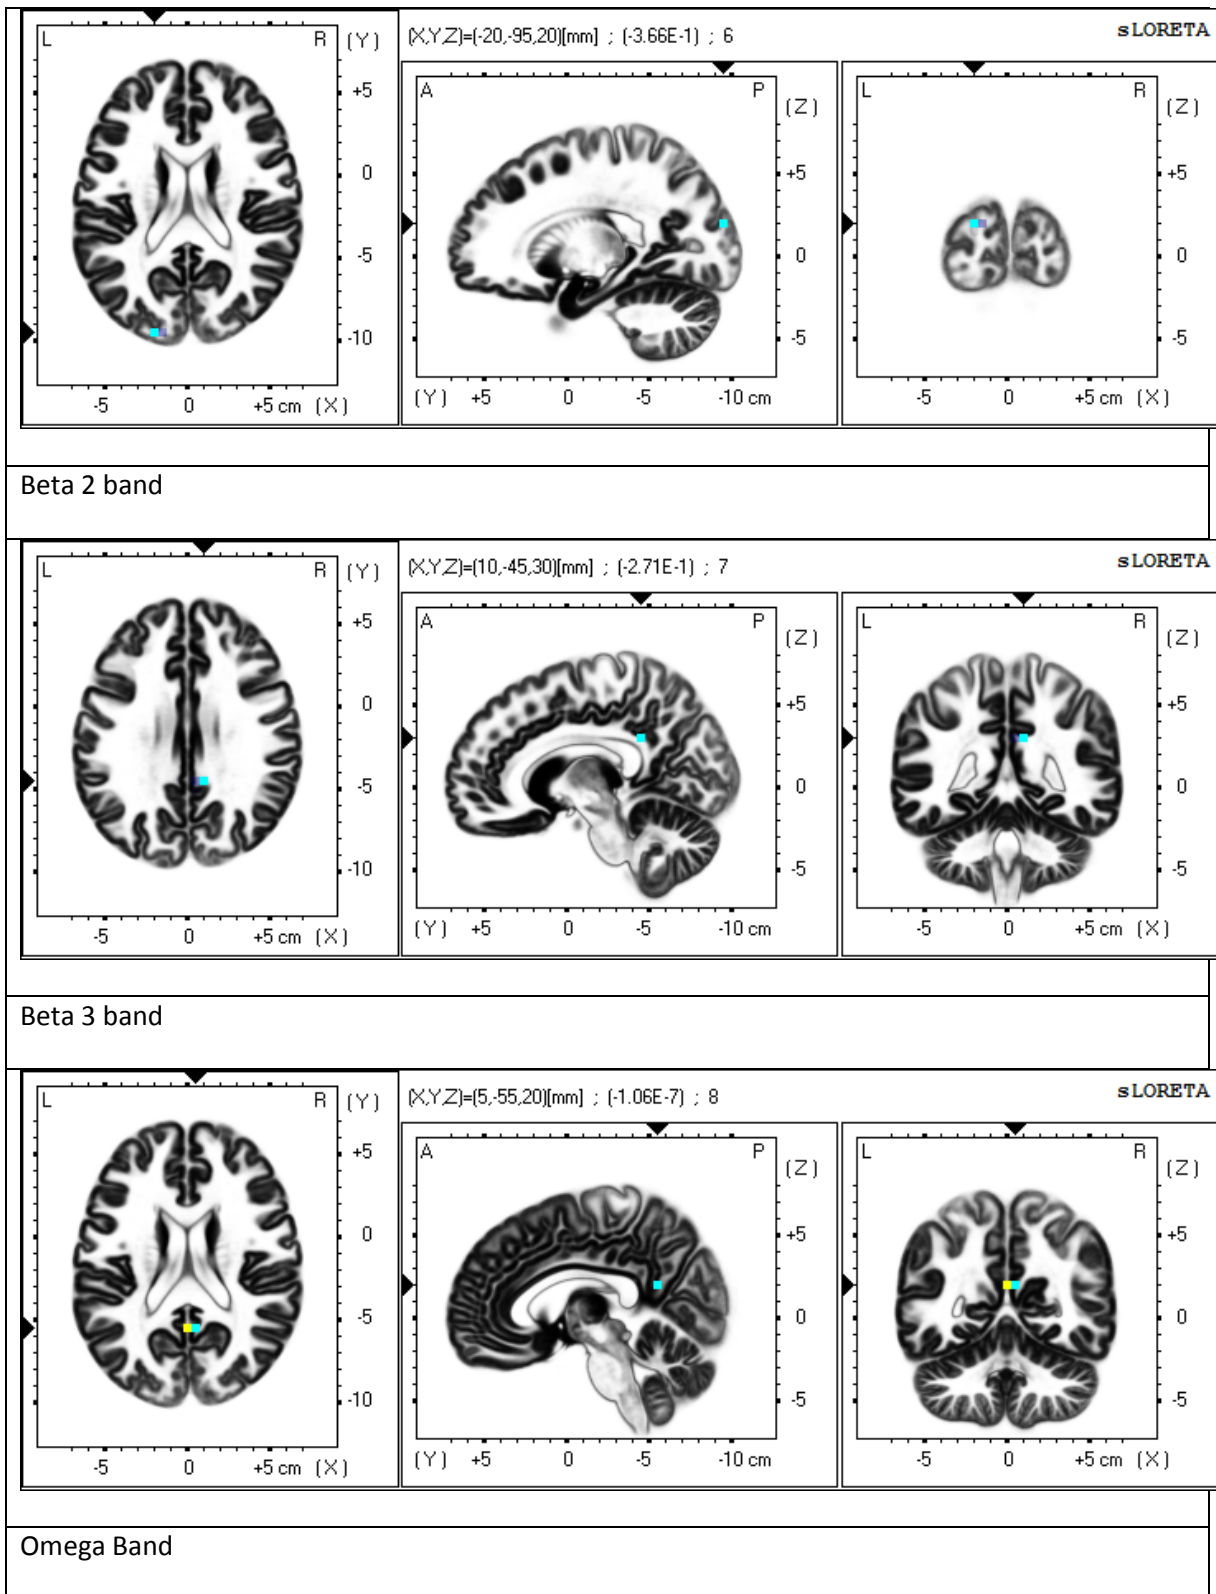 L R (Y) (X,Y,Z)=(-20,-95,20)[mm] ; (-3.66E-1) ; 6 sLORETA
A P (Z) L R (Z)
+5 0 -5 -10
+5 0 -5
+5 0 -5
-5 0 +5 cm (X)
(Y) +5 0 -5 -10 cm
-5 0 +5 cm (X)
Beta 2 band
L R (Y) (X,Y,Z)=(10,-45,30)[mm] ; (-2.71E-1) ; 7 sLORETA
A P (Z) L R (Z)
+5 0 -5 -10
+5 0 -5
+5 0 -5
-5 0 +5 cm (X)
(Y) +5 0 -5 -10 cm
-5 0 +5 cm (X)
Beta 3 band
L R (Y) (X,Y,Z)=(5,-55,20)[mm] ; (-1.06E-7) ; 8 sLORETA
A P (Z) L R (Z)
+5 0 -5 -10
+5 0 -5
+5 0 -5
-5 0 +5 cm (X)
(Y) +5 0 -5 -10 cm
-5 0 +5 cm (X)
Omega Band